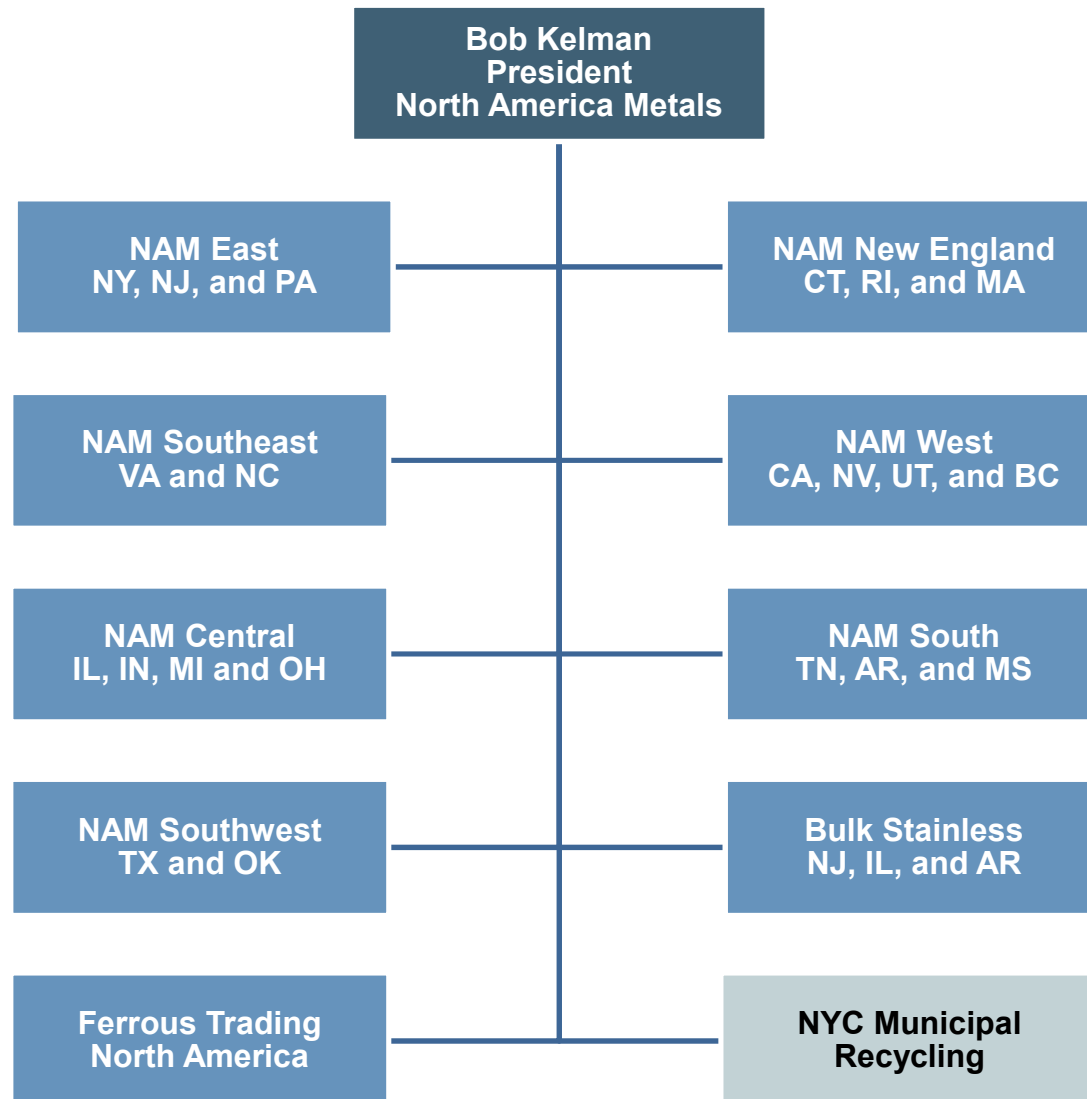 Bob Kelman
President
North America Metals
NAM East
NY, NJ, and PA
NAM New England
CT, RI, and MA
NAM Southeast
VA and NC
NAM West
CA, NV, UT, and BC
NAM Central
IL, IN, MI and OH
NAM South
TN, AR, and MS
NAM Southwest
TX and OK
Bulk Stainless
NJ, IL, and AR
Ferrous Trading
North America
NYC Municipal
Recycling